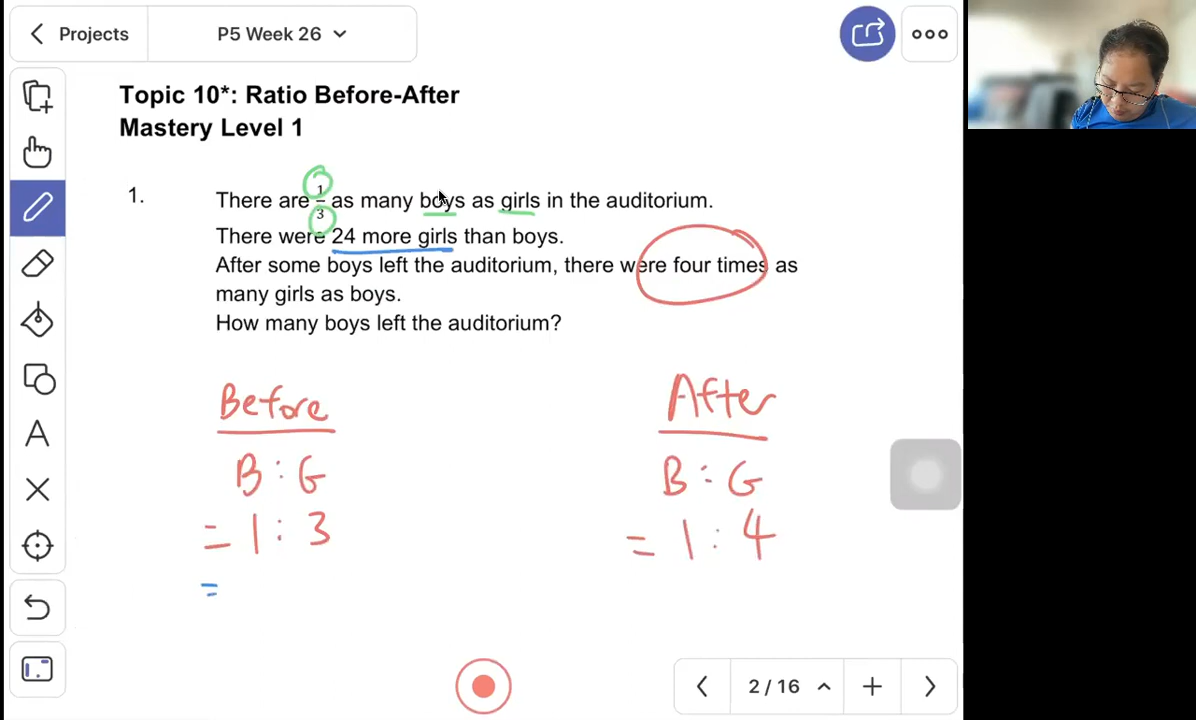 Projects
P5 Week 26
Topic 10*: Ratio Before-After
Mastery Level 1
1.
There are 1/3 as many boys as girls in the auditorium.
There were 24 more girls than boys.
After some boys left the auditorium, there were four times as
many girls as boys.
How many boys left the auditorium?
Before
B : G
= 1 : 3
=
After
B : G
= 1 : 4
A
2 / 16